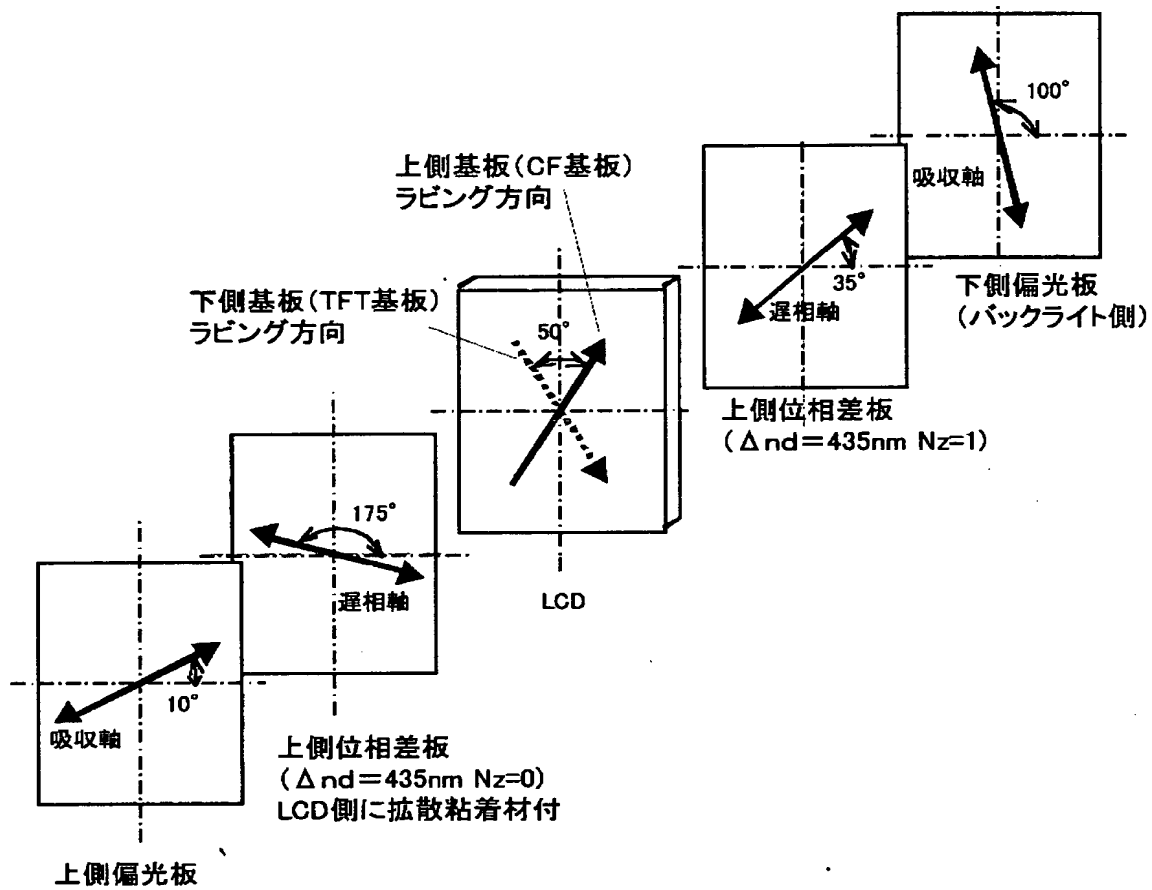 100°
吸収軸
下側偏光板
(バックライト側)
上側基板(CF基板)
ラビング方向
35°
遅相軸
上側位相差板
(Δnd=435nm Nz=1)
下側基板(TFT基板)
ラビング方向
50°
LCD
175°
遅相軸
上側位相差板
(Δnd=435nm Nz=0)
LCD側に拡散粘着材付
10°
吸収軸
上側偏光板